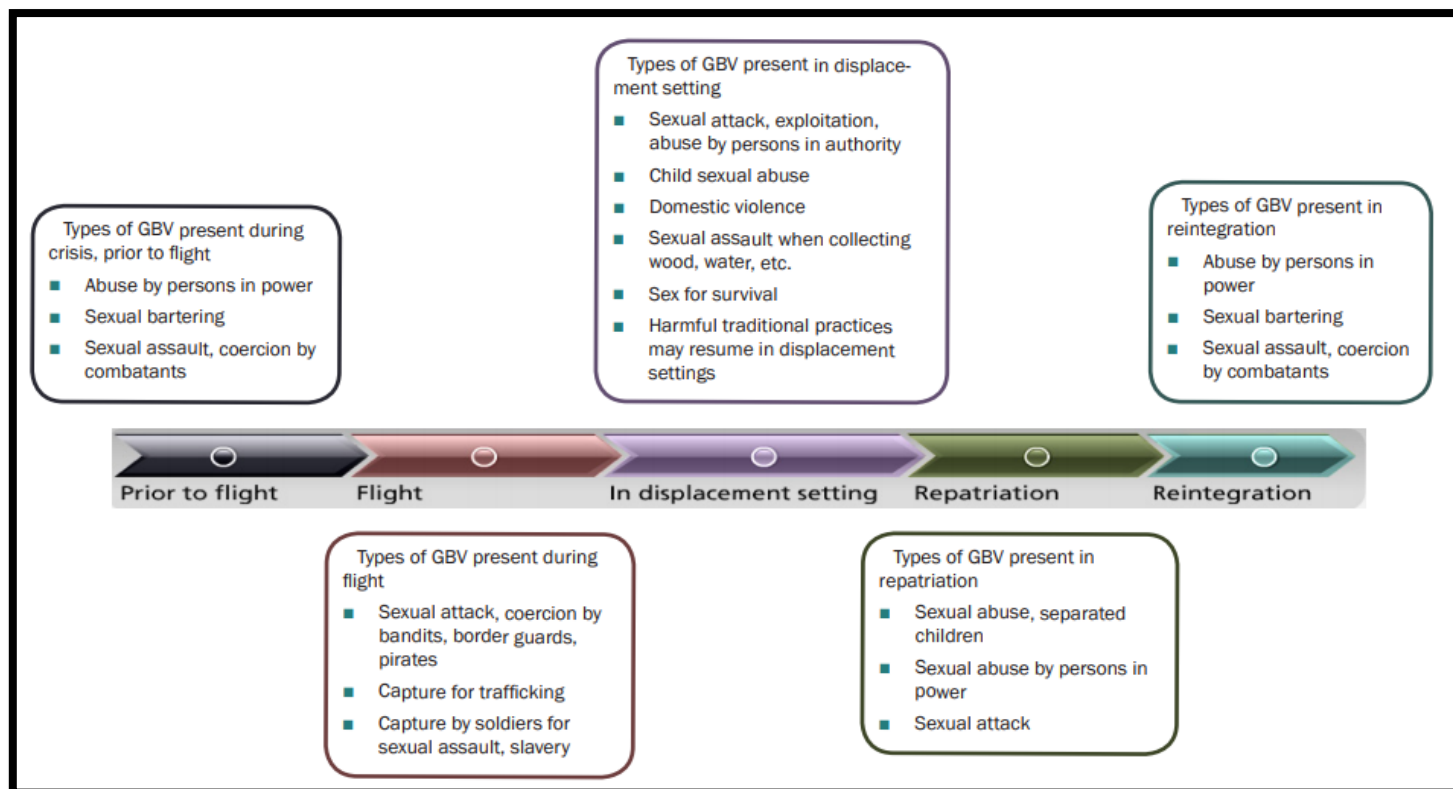 Types of GBV present during
crisis, prior to flight
Abuse by persons in power
Sexual bartering
Sexual assault, coercion by
combatants
Types of GBV present in displace-
ment setting
Sexual attack, exploitation,
abuse by persons in authority
Child sexual abuse
Domestic violence
Sexual assault when collecting
wood, water, etc.
Sex for survival
Harmful traditional practices
may resume in displacement
settings
Types of GBV present in
reintegration
Abuse by persons in
power
Sexual bartering
Sexual assault, coercion
by combatants
Prior to flight
Flight
In displacement setting
Repatriation
Reintegration
Types of GBV present during
flight
Sexual attack, coercion by
bandits, border guards,
pirates
Capture for trafficking
Capture by soldiers for
sexual assault, slavery
Types of GBV present in
repatriation
Sexual abuse, separated
children
Sexual abuse by persons in
power
Sexual attack